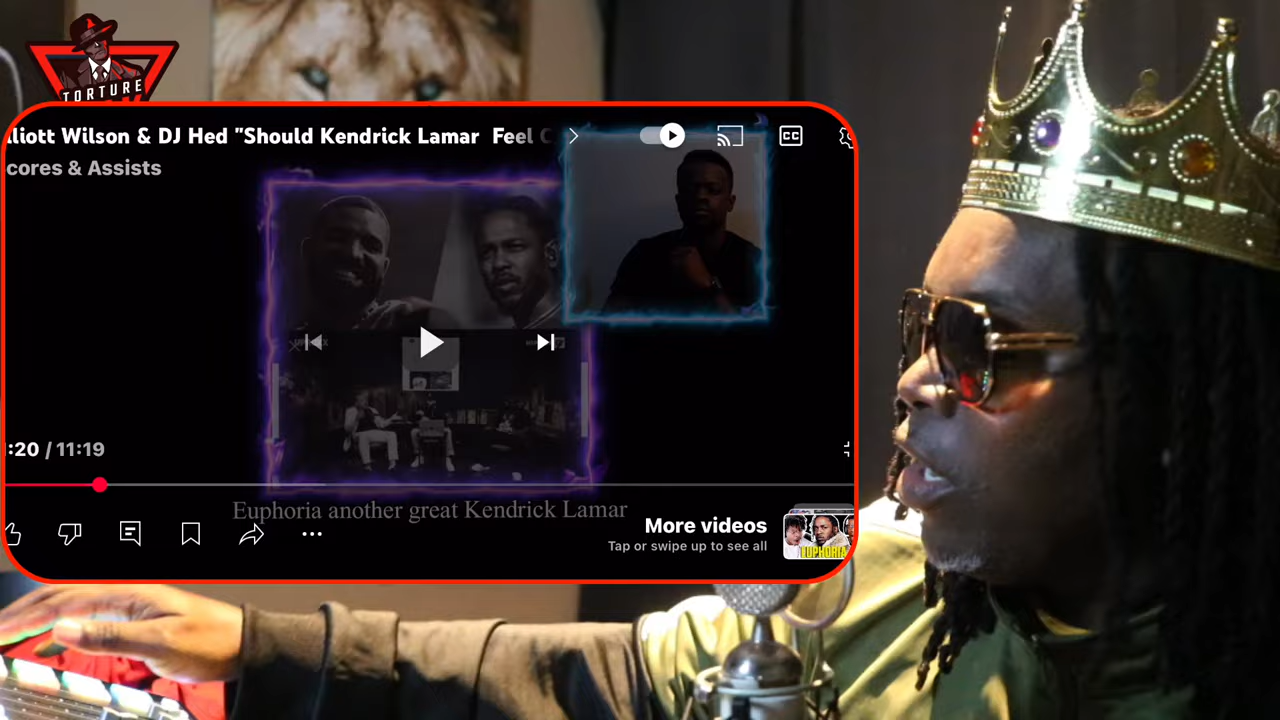 TORTURE
lliott Wilson & DJ Hed "Should Kendrick Lamar Feel C
cores & Assists
CC
:20 / 11:19
Euphoria another great Kendrick Lamar
More videos
Tap or swipe up to see all
EUPHORIA